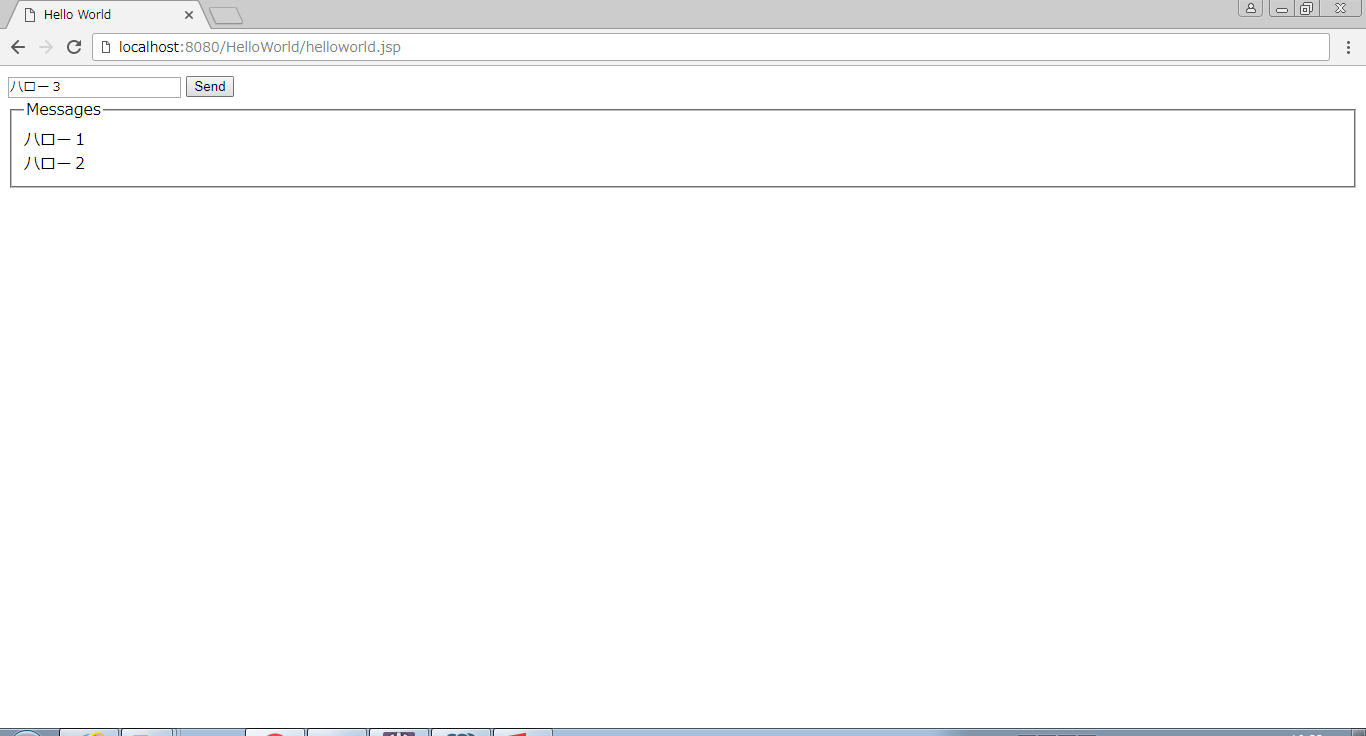 Hello World
localhost:8080/HelloWorld/helloworld.jsp
ハロー３ Send
Messages
ハロー１
ハロー２